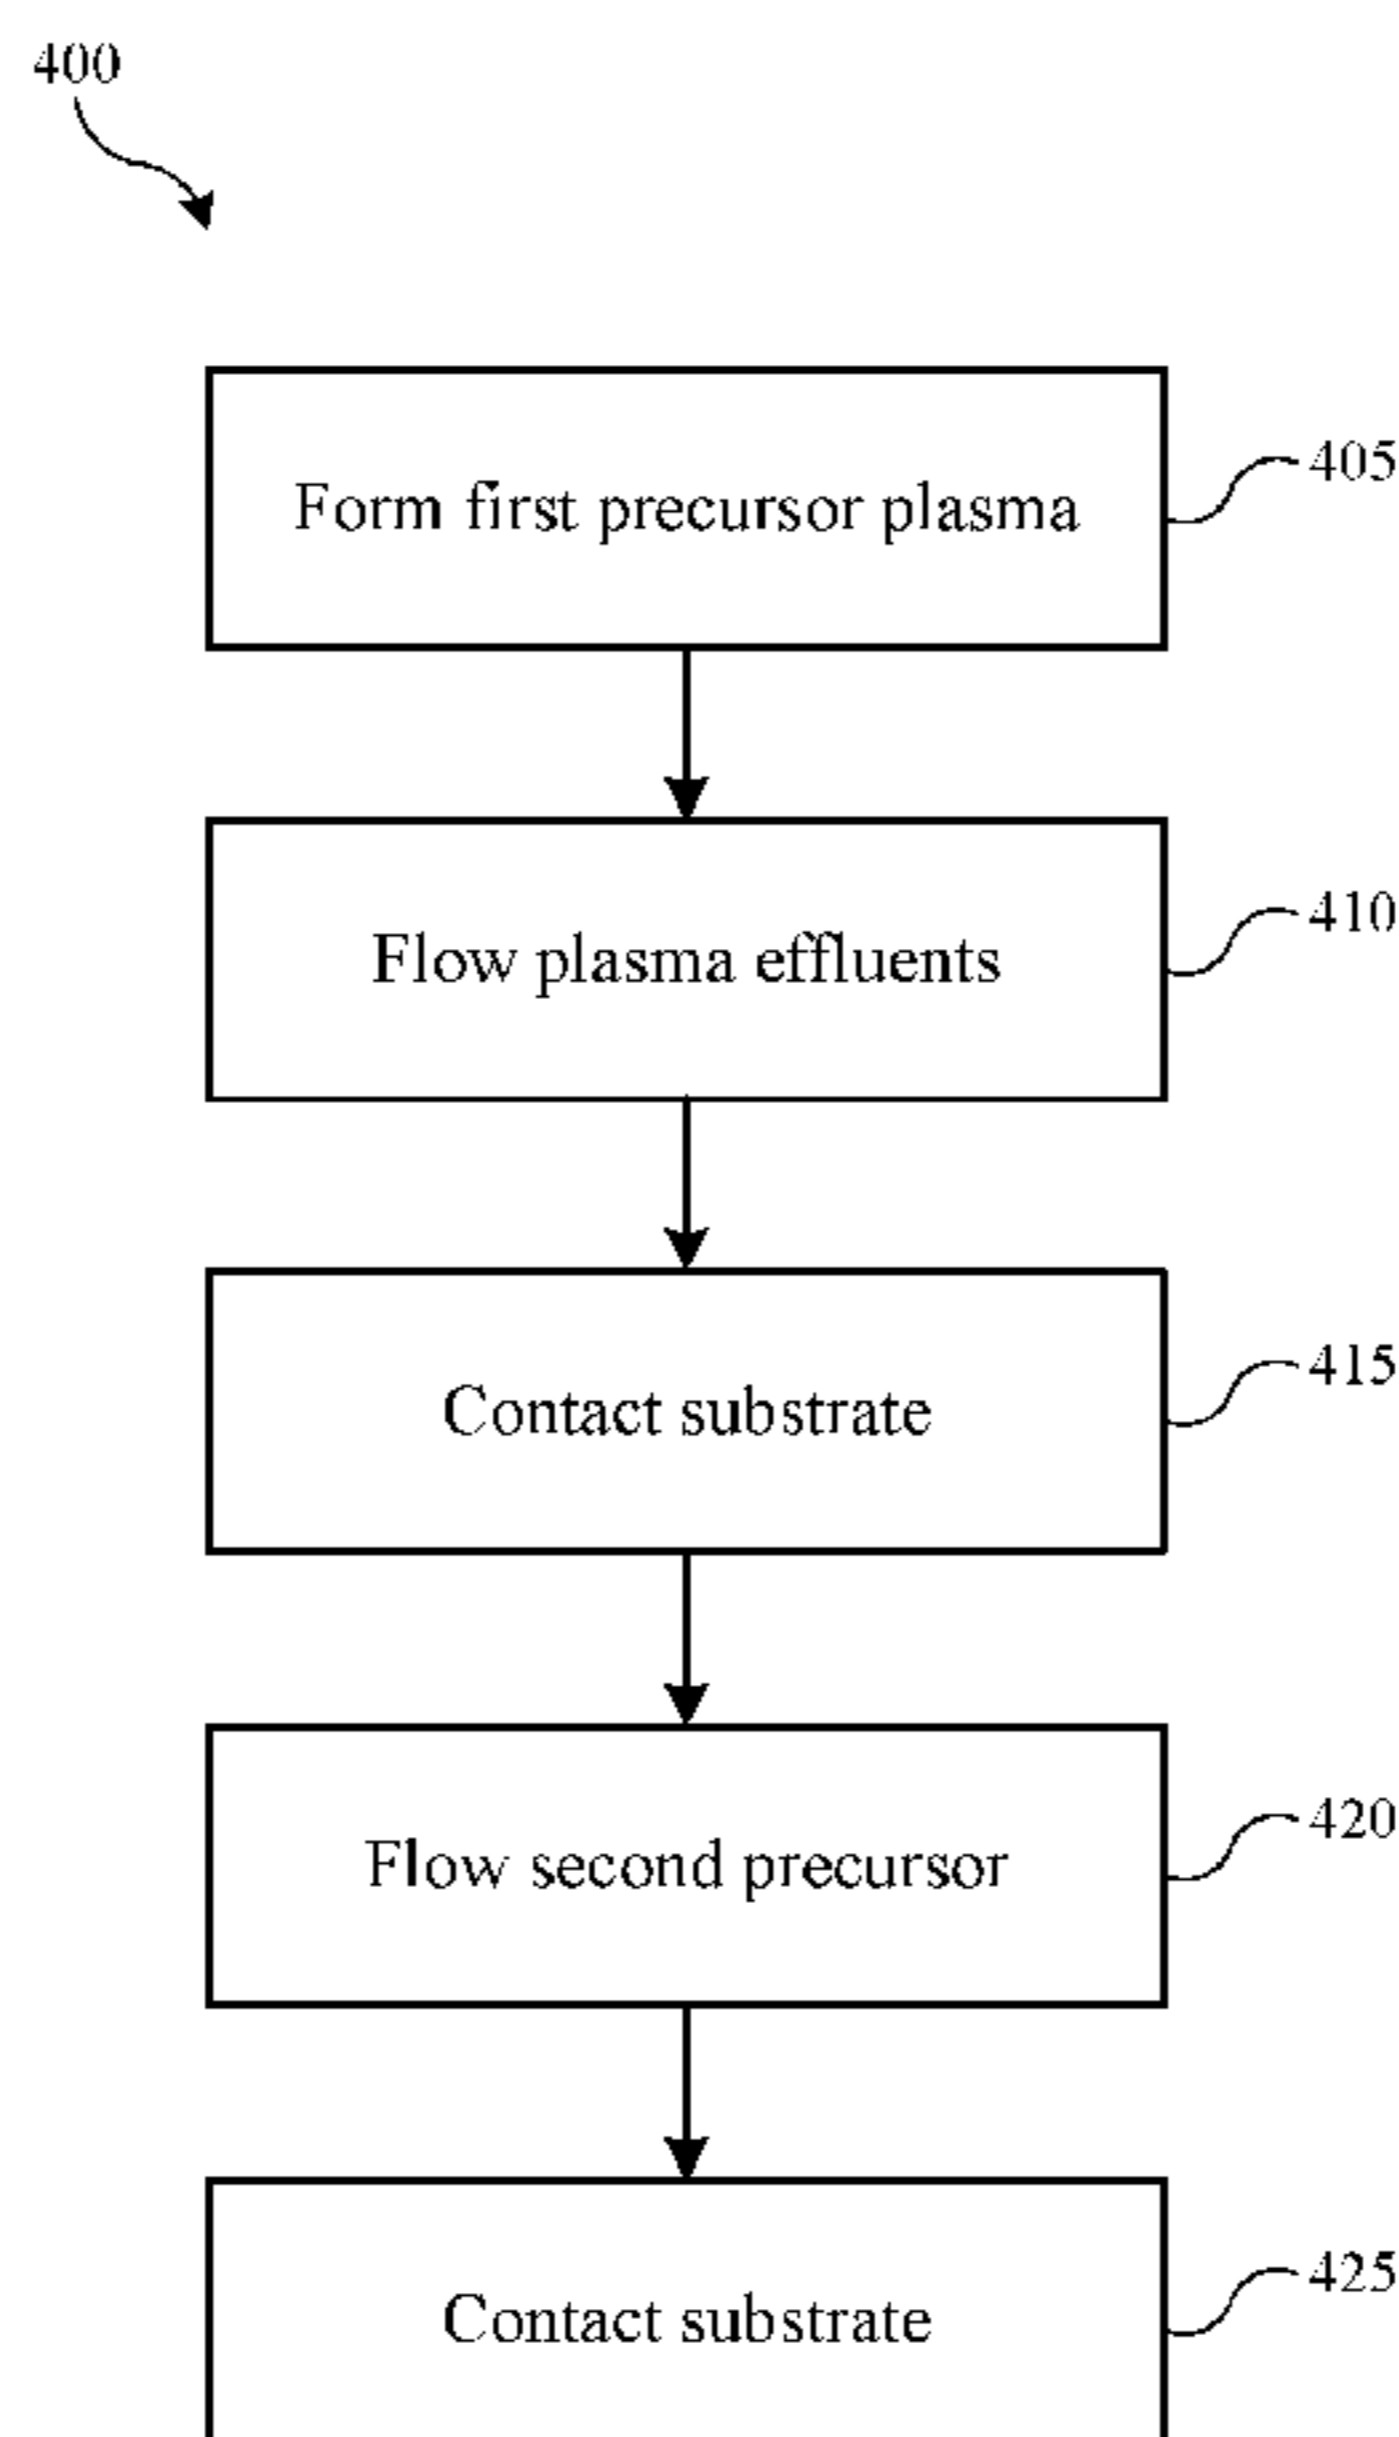 400
Form first precursor plasma
405
Flow plasma effluents
410
Contact substrate
415
Flow second precursor
420
Contact substrate
425